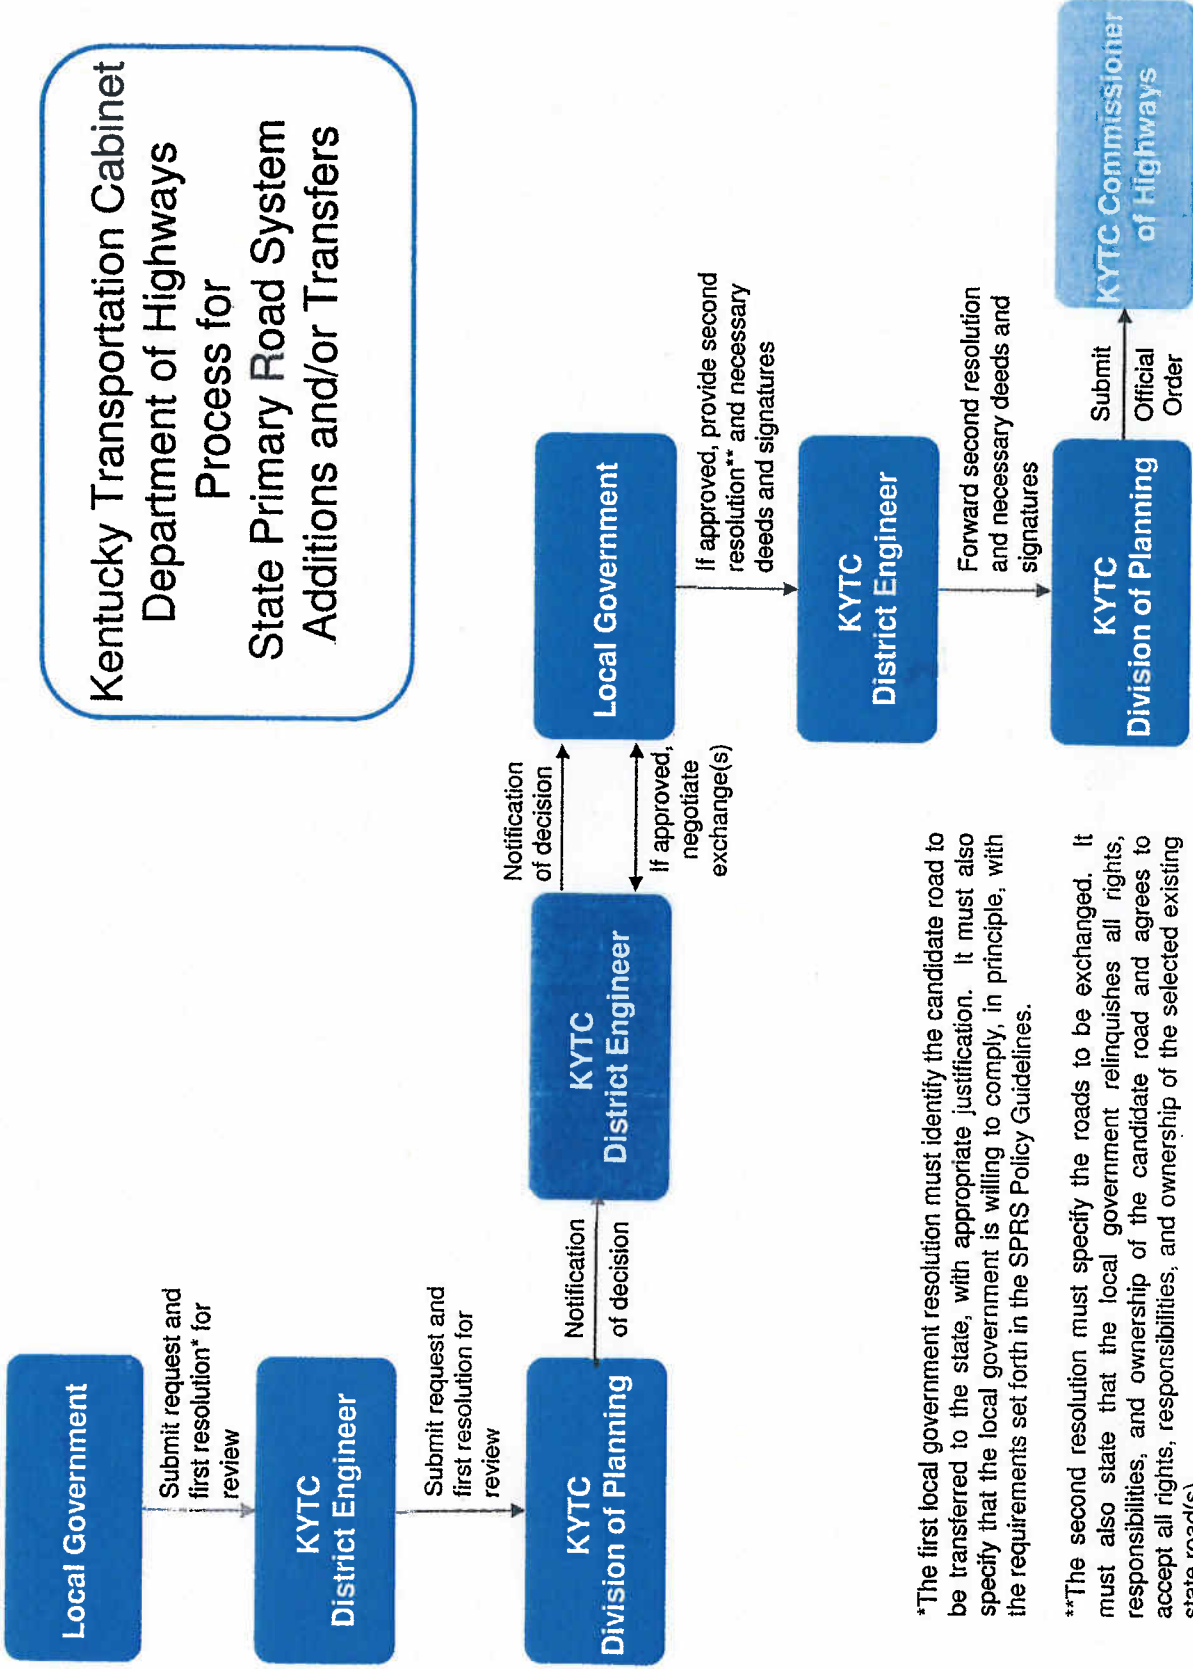 Kentucky Transportation Cabinet
Department of Highways
Process for
State Primary Road System
Additions and/or Transfers
Local Government
Submit request and
first resolution* for
review
KYTC
District Engineer
Submit request and
first resolution for
review
KYTC
Division of Planning
Notification
of decision
KYTC
District Engineer
Notification
of decision
If approved,
negotiate
exchange(s)
Local Government
If approved, provide second
resolution** and necessary
deeds and signatures
KYTC
District Engineer
Forward second resolution
and necessary deeds and
signatures
KYTC
Division of Planning
Submit
Official
Order
KYTC Commissioner
of Highways
*The first local government resolution must identify the candidate road to
be transferred to the state, with appropriate justification. It must also
specify that the local government is willing to comply, in principle, with
the requirements set forth in the SPRS Policy Guidelines.
**The second resolution must specify the roads to be exchanged. It
must also state that the local government relinquishes all rights,
responsibilities, and ownership of the candidate road and agrees to
accept all rights, responsibilities, and ownership of the selected existing
state road(s).